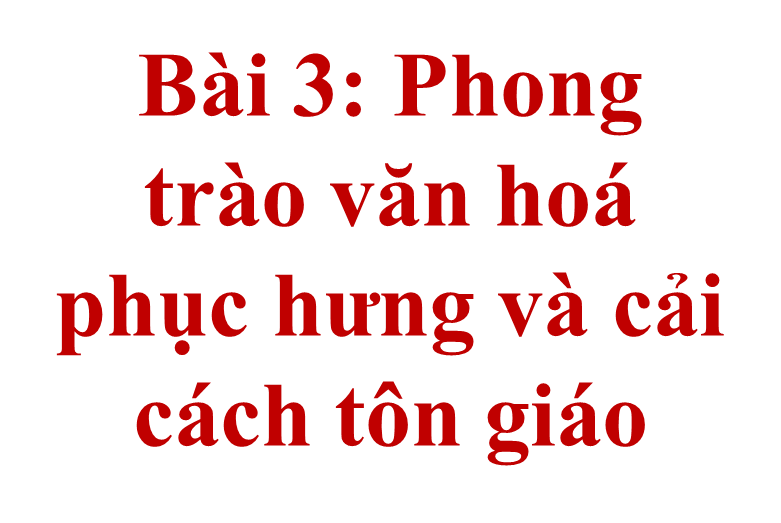 Bài 3: Phong
trào văn hoá
phục hưng và cải
cách tôn giáo